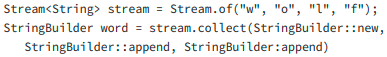 Stream<String> stream = Stream.of("w", "o", "l", "f");
StringBuilder word = stream.collect(StringBuilder::new,
StringBuilder::append, StringBuilder:append)